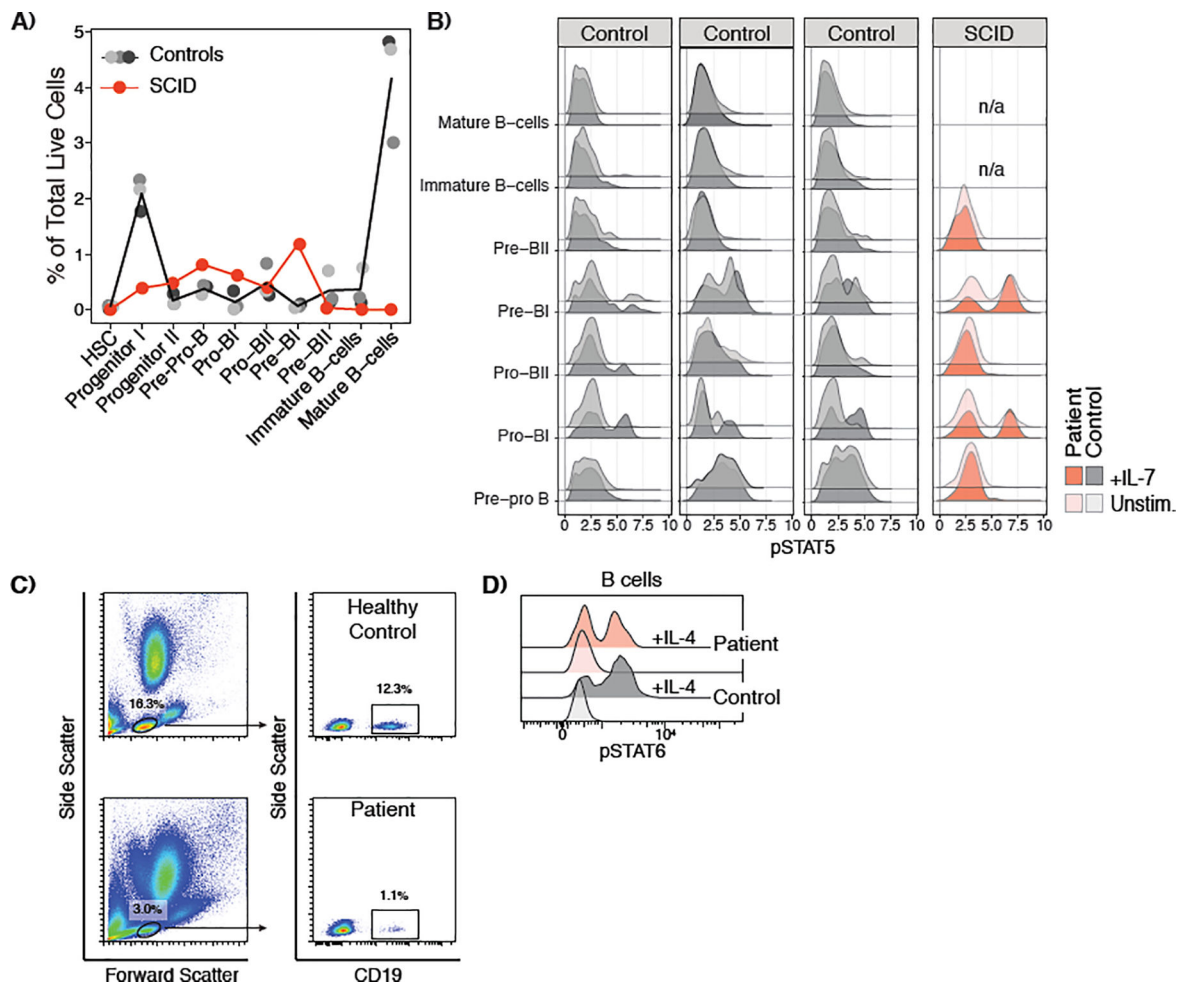 A)
5
4
3
2
1
0
% of Total Live Cells
Controls
SCID
HSC
Progenitor I
Progenitor II
Pre-Pro-B
Pro-BI
Pro-BII
Pre-BI
Pre-BII
Immature B-cells
Mature B-cells
B)
Control Control Control SCID
Mature B-cells
n/a
Immature B-cells
n/a
Pre-BII
Pre-BI
Pro-BII
Pro-BI
Pre-pro B
0 2.5 5.0 7.5 10
0 2.5 5.0 7.5 10
0 2.5 5.0 7.5 10
0 2.5 5.0 7.5 10
pSTAT5
Patient
Control
+IL-7
Unstim.
C)
Side Scatter
16.3%
Side Scatter
Healthy
Control
12.3%
3.0%
Patient
1.1%
Forward Scatter
CD19
D)
B cells
+IL-4
Patient
+IL-4
Control
0 10⁴
pSTAT6